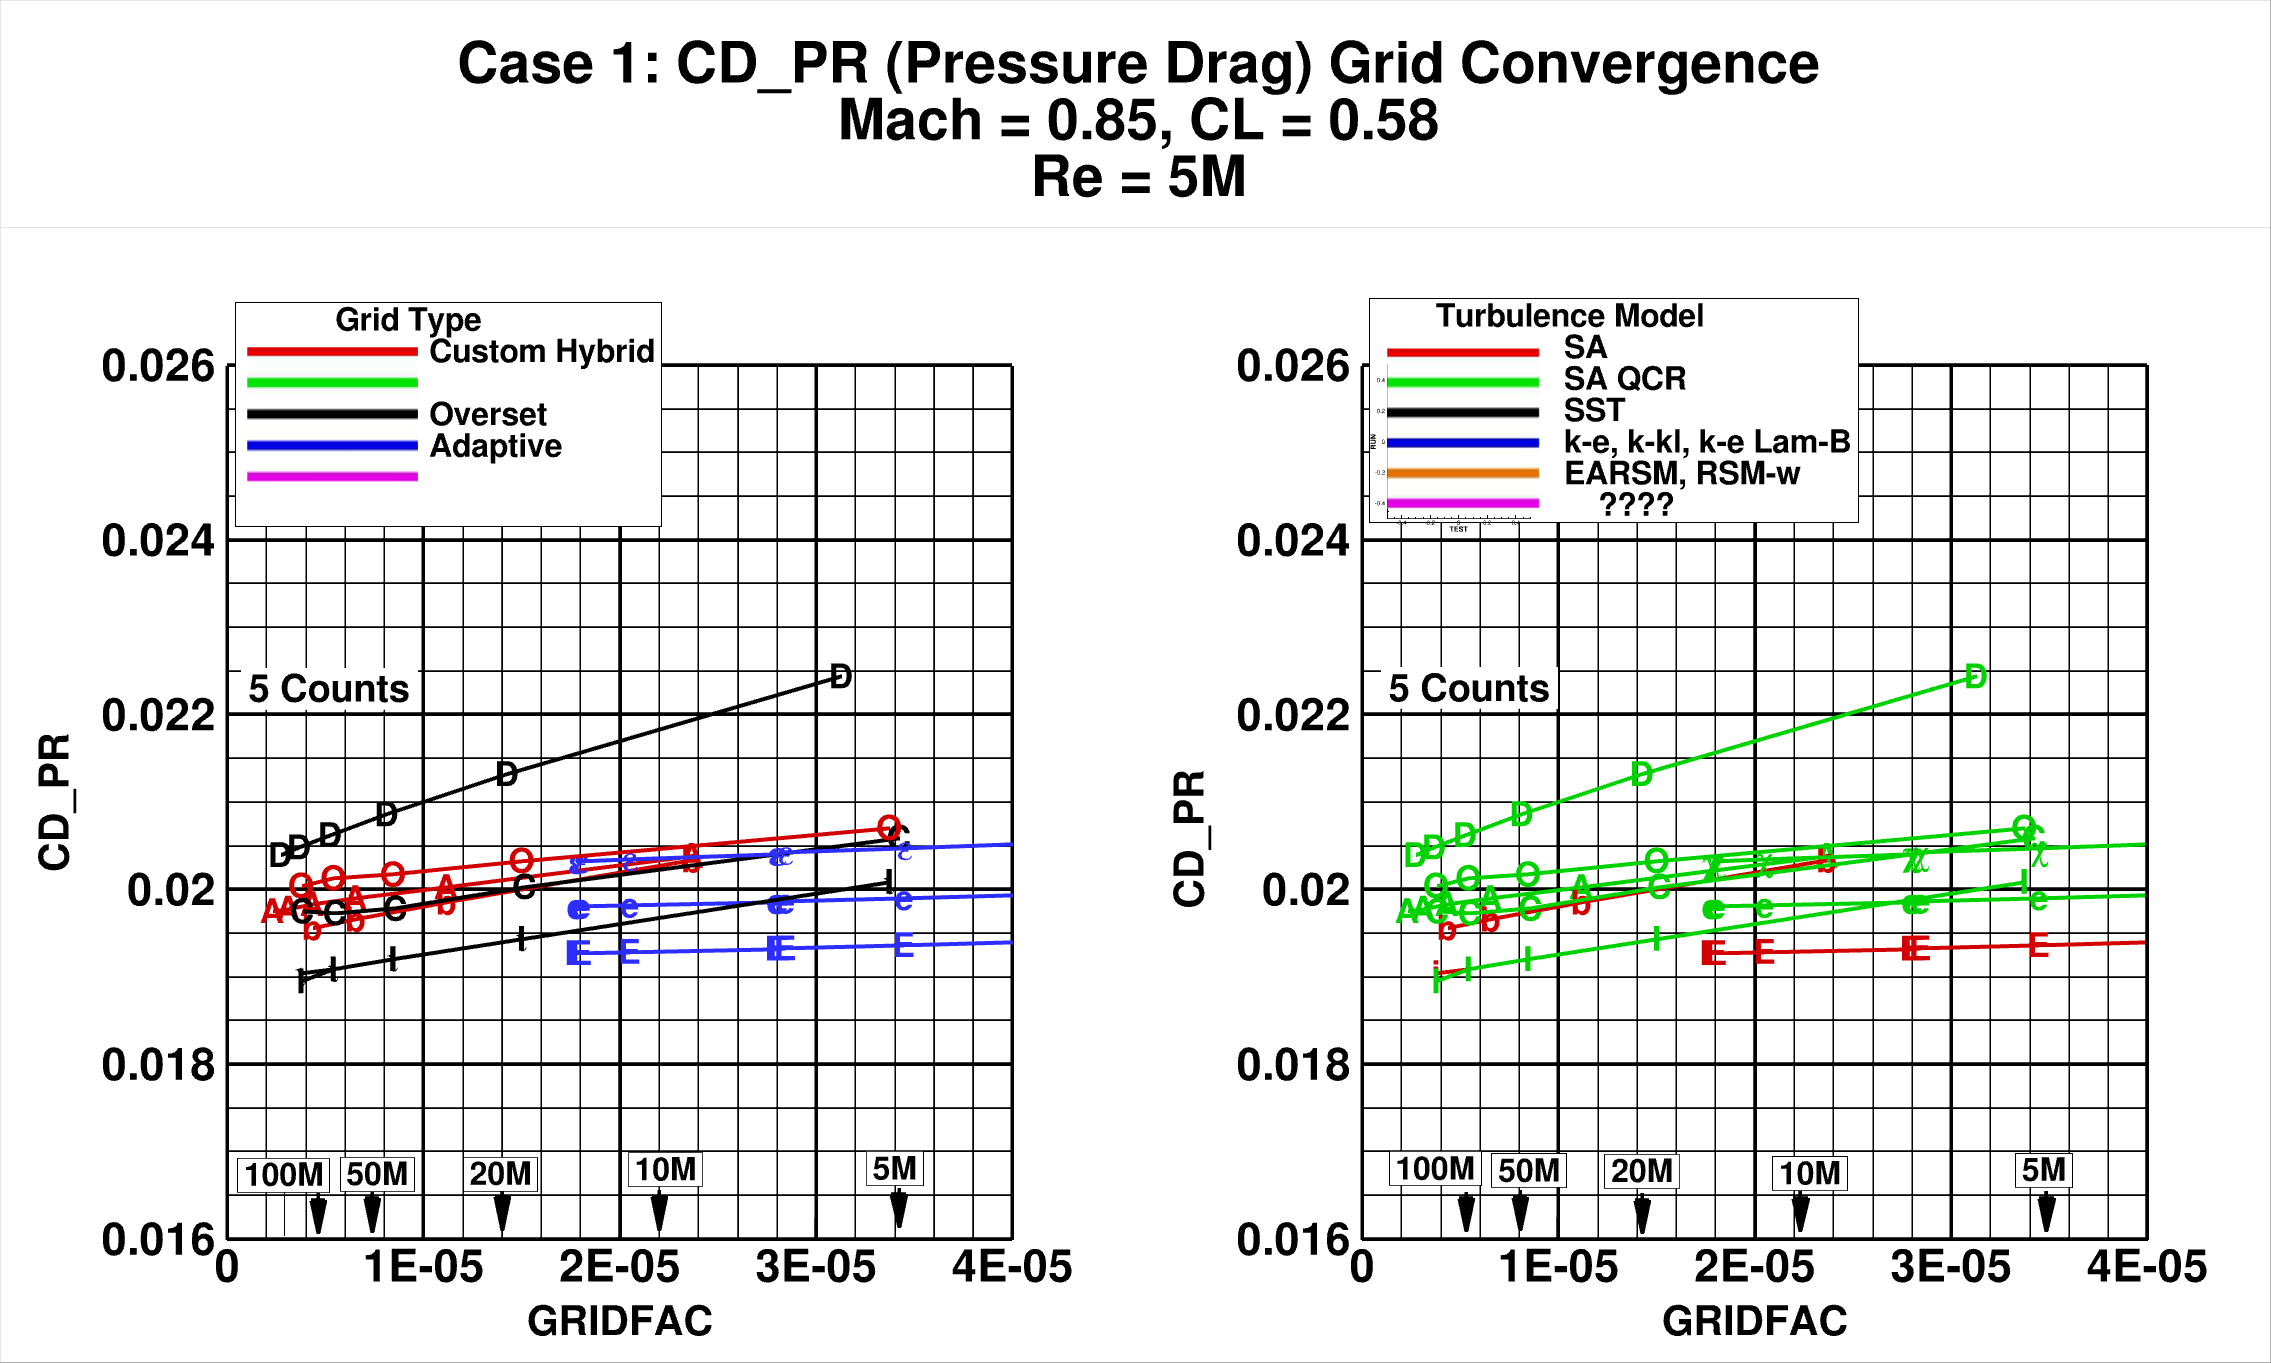 Case 1: CD_PR (Pressure Drag) Grid Convergence
Mach = 0.85, CL = 0.58
Re = 5M
Grid Type
Custom Hybrid
Overset
Adaptive
0.026
0.024
0.022
0.02
0.018
0.016
CD_PR
5 Counts
100M
50M
20M
10M
5M
0
1E-05
2E-05
3E-05
4E-05
GRIDFAC
Turbulence Model
SA
SA QCR
SST
k-e, k-kl, k-e Lam-B
EARSM, RSM-w
????
RUN
TEST
0.026
0.024
0.022
0.02
0.018
0.016
CD_PR
5 Counts
100M
50M
20M
10M
5M
0
1E-05
2E-05
3E-05
4E-05
GRIDFAC